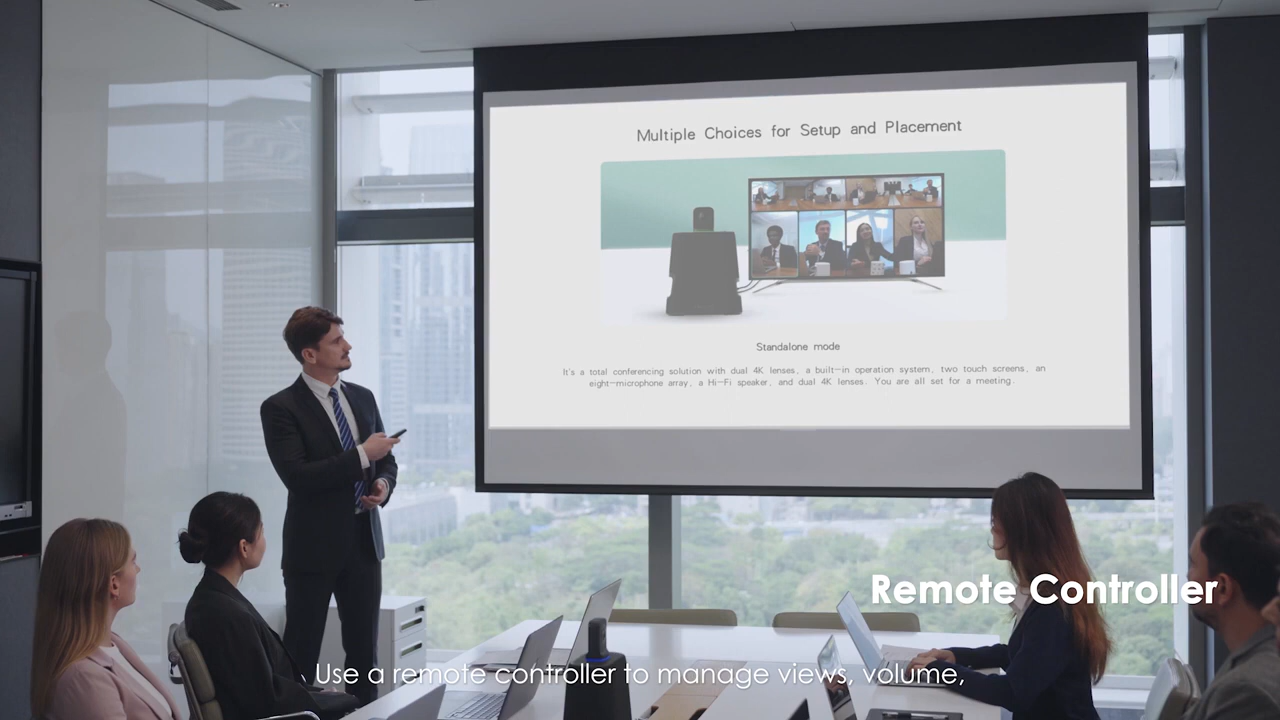 Multiple Choices for Setup and Placement
Standalone mode
It's a total conferencing solution with dual 4K lenses, a built-in operation system, two touch screens, an
eight-microphone array, a Hi-Fi speaker, and dual 4K lenses. You are all set for a meeting.
Remote Controller
Use a remote controller to manage views, volume,